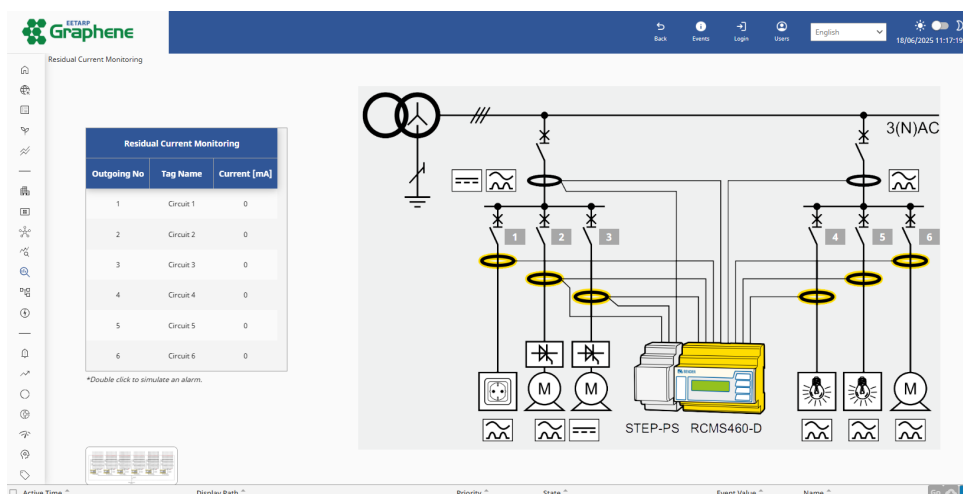 EETARP
Graphene
Back
Events
Login
Users
English
18/06/2025 11:17:19
Residual Current Monitoring
Residual Current Monitoring
Outgoing No Tag Name Current [mA]
1 Circuit 1 0
2 Circuit 2 0
3 Circuit 3 0
4 Circuit 4 0
5 Circuit 5 0
6 Circuit 6 0
*Double click to simulate an alarm.
3(N)AC
1 2 3 4 5 6
M M M
STEP-PS RCMS460-D
Active Time Display Path Priority State Event Value Name